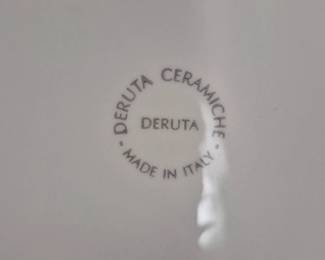 DERUTA CERAMICHE
DERUTA
- MADE IN ITALY -